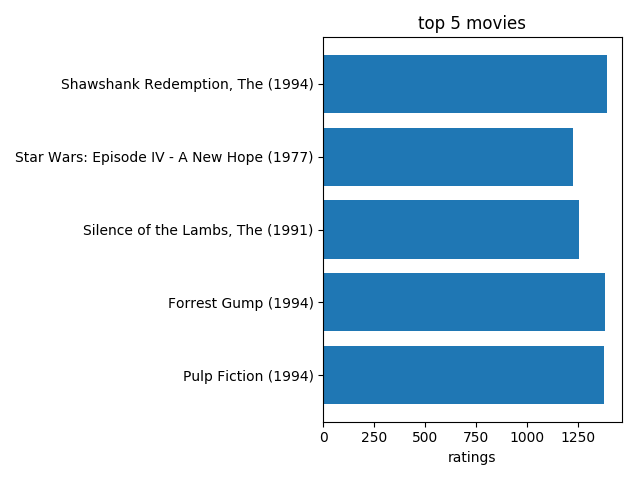 top 5 movies
Shawshank Redemption, The (1994)
Star Wars: Episode IV - A New Hope (1977)
Silence of the Lambs, The (1991)
Forrest Gump (1994)
Pulp Fiction (1994)
0 250 500 750 1000 1250
ratings